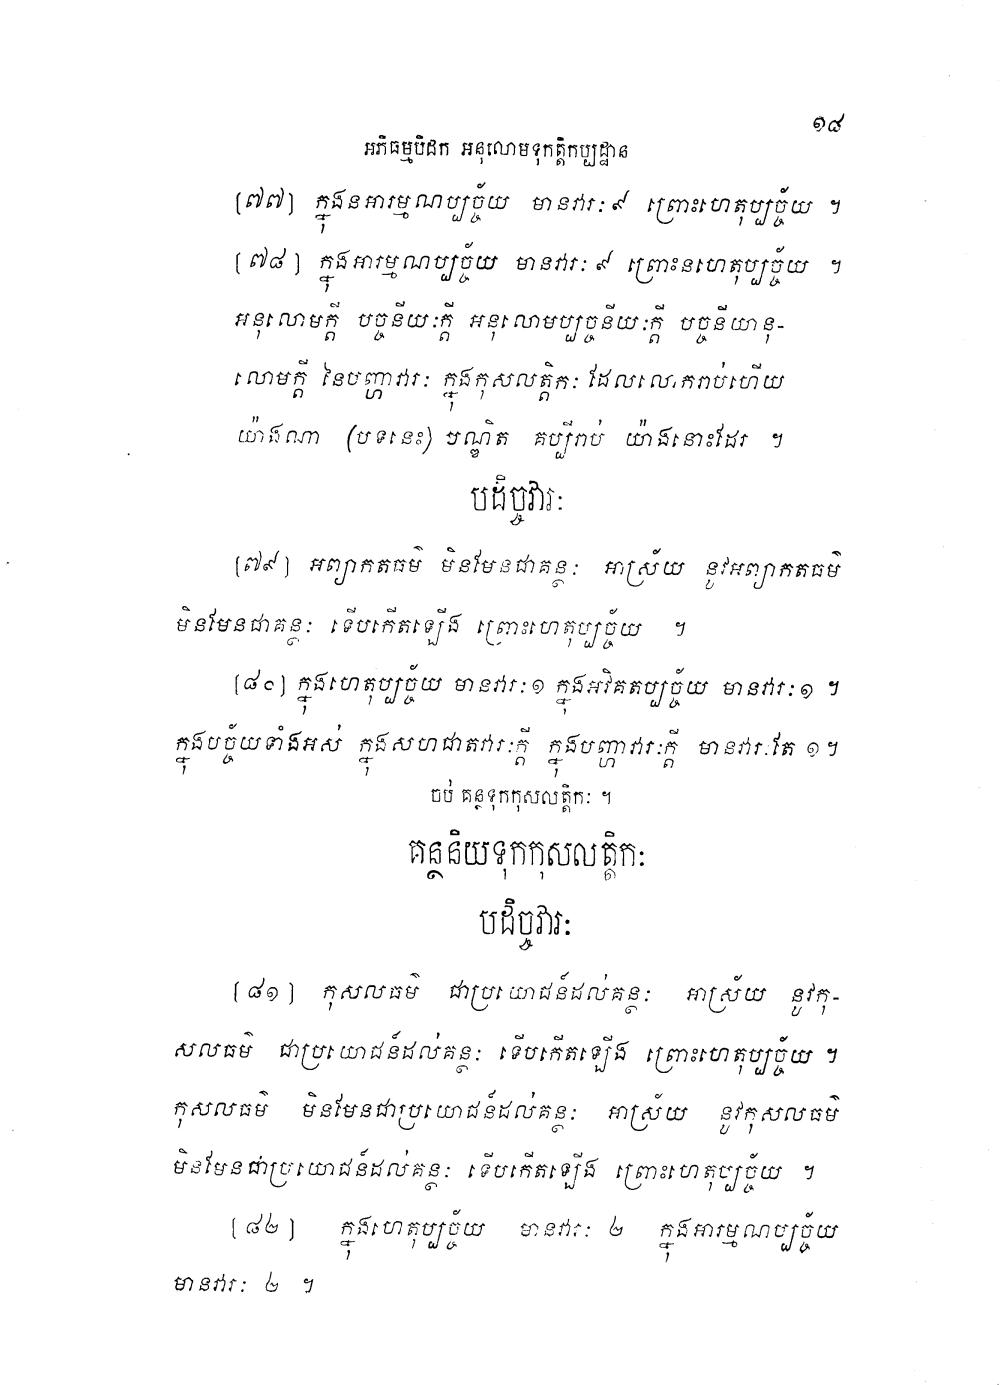 ១៨
អភិធម្មបិដក អនុលោមទុកត្តិកប្បដ្ឋាន
[៧៧] ក្នុងនអារម្មណប្បច្ច័យ មានវារៈ ៩ ព្រោះហេតុប្បច្ច័យ ។
[៧៨] ក្នុងអារម្មណប្បច្ច័យ មានវារៈ ៩ ព្រោះនហេតុប្បច្ច័យ ។
អនុលោមក្តី បច្ចនីយៈក្តី អនុលោមប្បច្ចនីយៈក្តី បច្ចនីយានុ-
លោមក្តី នៃបញ្ហាវារៈ ក្នុងកុសលត្តិកៈ ដែលលោករាប់ហើយ
យ៉ាងណា (បទនេះ) បណ្ឌិត គប្បីរាប់ យ៉ាងនោះដែរ ។
បដិច្ចវារៈ
[៧៩] អព្យាកតធម៌ មិនមែនជាគន្ថៈ អាស្រ័យ នូវអព្យាកតធម៌
មិនមែនជាគន្ថៈ ទើបកើតឡើង ព្រោះហេតុប្បច្ច័យ ។
[៨០] ក្នុងហេតុប្បច្ច័យ មានវារៈ ១ ក្នុងអវិគតប្បច្ច័យ មានវារៈ ១ ។
ក្នុងបច្ច័យទាំងអស់ ក្នុងសហជាតវារៈក្តី ក្នុងបញ្ហាវារៈក្តី មានវារៈតែ ១ ។
ចប់ គន្ថទុកកុសលត្តិកៈ ។
គន្ថនិយទុកកុសលត្តិកៈ
បដិច្ចវារៈ
[៨១] កុសលធម៌ ជាប្រយោជន៍ដល់គន្ថៈ អាស្រ័យ នូវកុ-
សលធម៌ ជាប្រយោជន៍ដល់គន្ថៈ ទើបកើតឡើង ព្រោះហេតុប្បច្ច័យ ។
កុសលធម៌ មិនមែនជាប្រយោជន៍ដល់គន្ថៈ អាស្រ័យ នូវកុសលធម៌
មិនមែនជាប្រយោជន៍ដល់គន្ថៈ ទើបកើតឡើង ព្រោះហេតុប្បច្ច័យ ។
[៨២] ក្នុងហេតុប្បច្ច័យ មានវារៈ ២ ក្នុងអារម្មណប្បច្ច័យ
មានវារៈ ២ ។